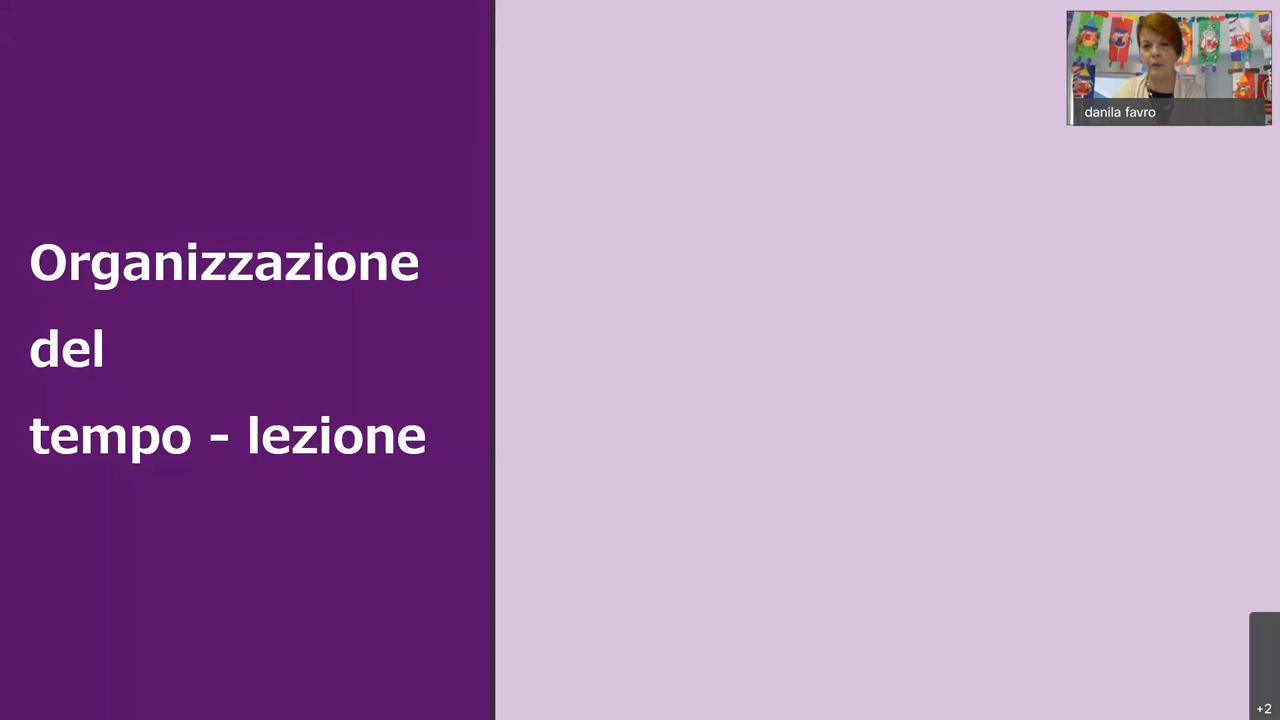 danila favro
Organizzazione
del
tempo - lezione
+2